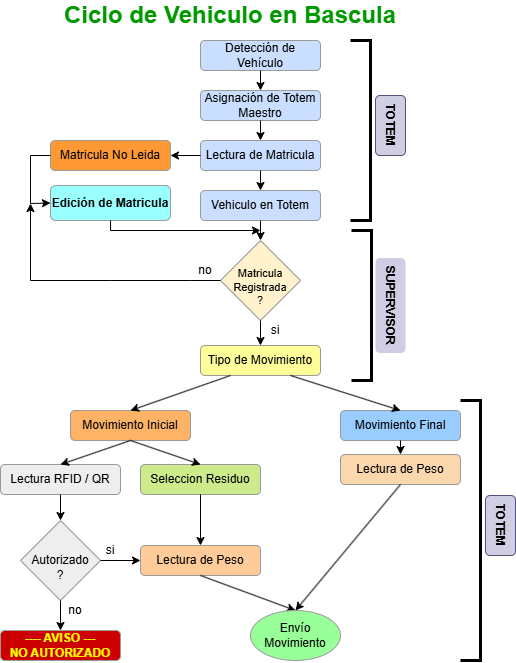 Ciclo de Vehiculo en Bascula
Detección de
Vehículo
Asignación de Totem
Maestro
TOTEM
Matricula No Leida
Lectura de Matricula
Edición de Matricula
Vehiculo en Totem
no
Matricula
Registrada
?
SUPERVISOR
si
Tipo de Movimiento
Movimiento Inicial
Movimiento Final
Lectura RFID / QR
Seleccion Residuo
Lectura de Peso
TOTEM
Autorizado
?
si
Lectura de Peso
no
---- AVISO ---
NO AUTORIZADO
Envío
Movimiento